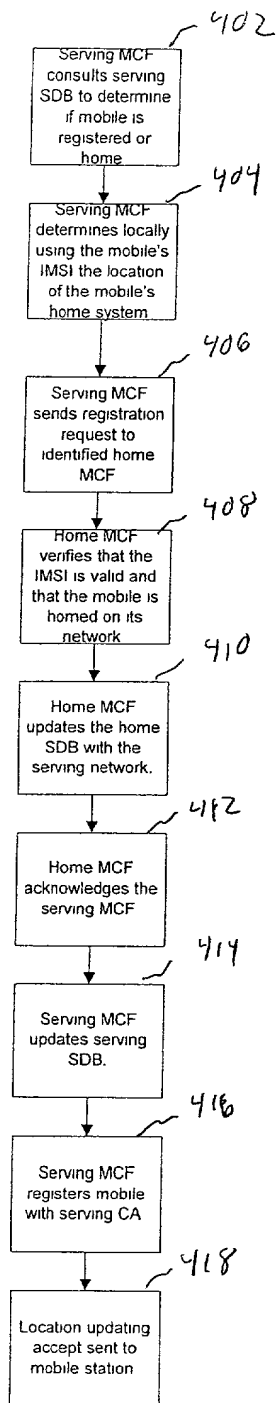 402
Serving MCF
consults serving
SDB to determine
if mobile is
registered or
home
404
Serving MCF
determines locally
using the mobile's
IMSI the location
of the mobile's
home system
406
Serving MCF
sends registration
request to
identified home
MCF
408
Home MCF
verifies that the
IMSI is valid and
that the mobile is
homed on its
network
410
Home MCF
updates the home
SDB with the
serving network.
412
Home MCF
acknowledges the
serving MCF
414
Serving MCF
updates serving
SDB.
416
Serving MCF
registers mobile
with serving CA
418
Location updating
accept sent to
mobile station